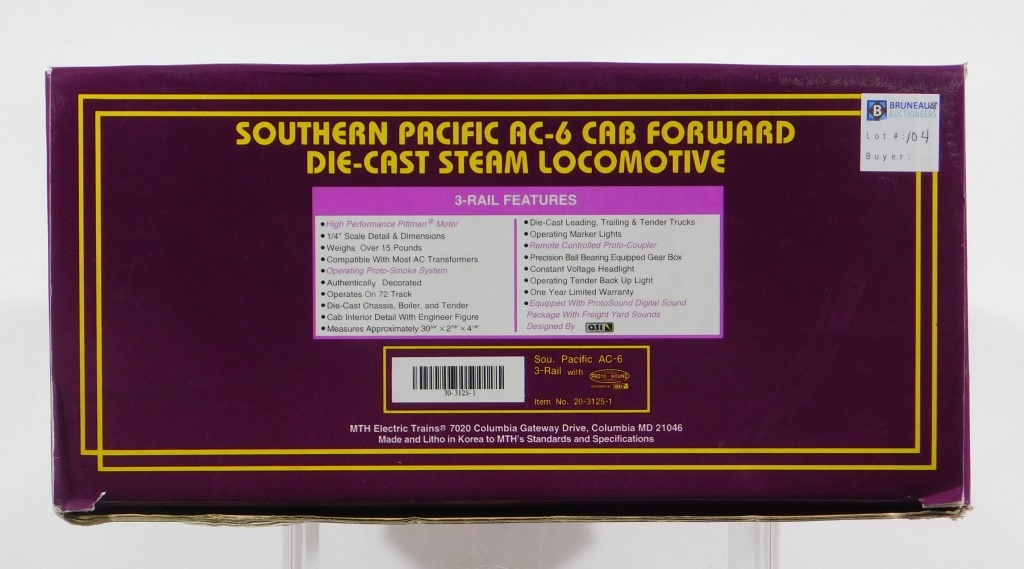 SOUTHERN PACIFIC AC-6 CAB FORWARD
DIE-CAST STEAM LOCOMOTIVE
B BRUNEAU &
AUCTIONEERS
Lot #: 104
Buyer:
3-RAIL FEATURES
• High Performance Pittman® Motor
• 1/4" Scale Detail & Dimensions
• Weighs Over 15 Pounds
• Compatible With Most AC Transformers
• Operating Proto-Smoke System
• Authentically Decorated
• Operates On 72 Track
• Die-Cast Chassis, Boiler, and Tender
• Cab Interior Detail With Engineer Figure
• Measures Approximately
• Die-Cast Leading, Trailing & Tender Trucks
• Operating Marker Lights
• Remote Controlled Proto-Coupler
• Precision Ball Bearing Equipped Gear Box
• Constant Voltage Headlight
• Operating Tender Back Up Light
• One Year Limited Warranty
• Equipped With ProtoSound Digital Sound
Package With Freight Yard Sounds
Designed By QSI
30-3125-1
Sou. Pacific AC-6
3-Rail with PROTO SOUND
Item No. 20-3125-1
MTH Electric Trains® 7020 Columbia Gateway Drive, Columbia MD 21046
Made and Litho in Korea to MTH's Standards and Specifications